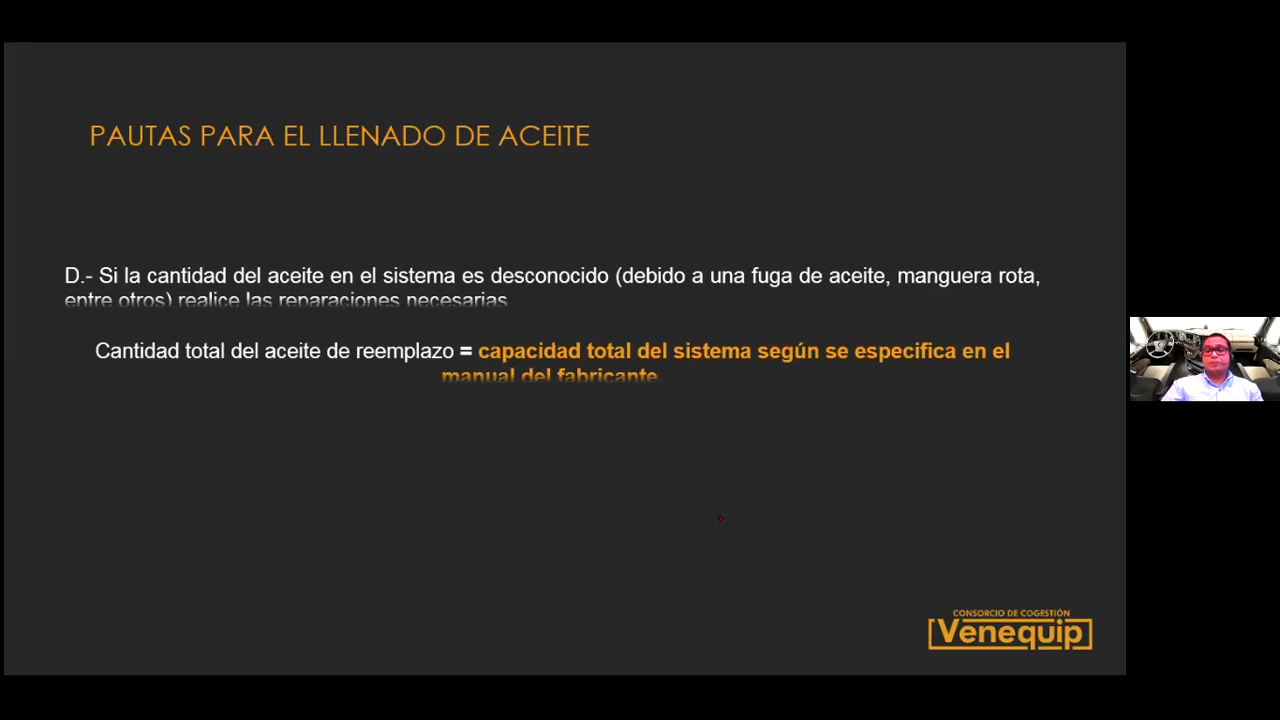 PAUTAS PARA EL LLENADO DE ACEITE
D.- Si la cantidad del aceite en el sistema es desconocido (debido a una fuga de aceite, manguera rota,
entre otros) realice las reparaciones necesarias
Cantidad total del aceite de reemplazo = capacidad total del sistema según se especifica en el
manual del fabricante
CONSORCIO DE COGESTIÓN
Venequip